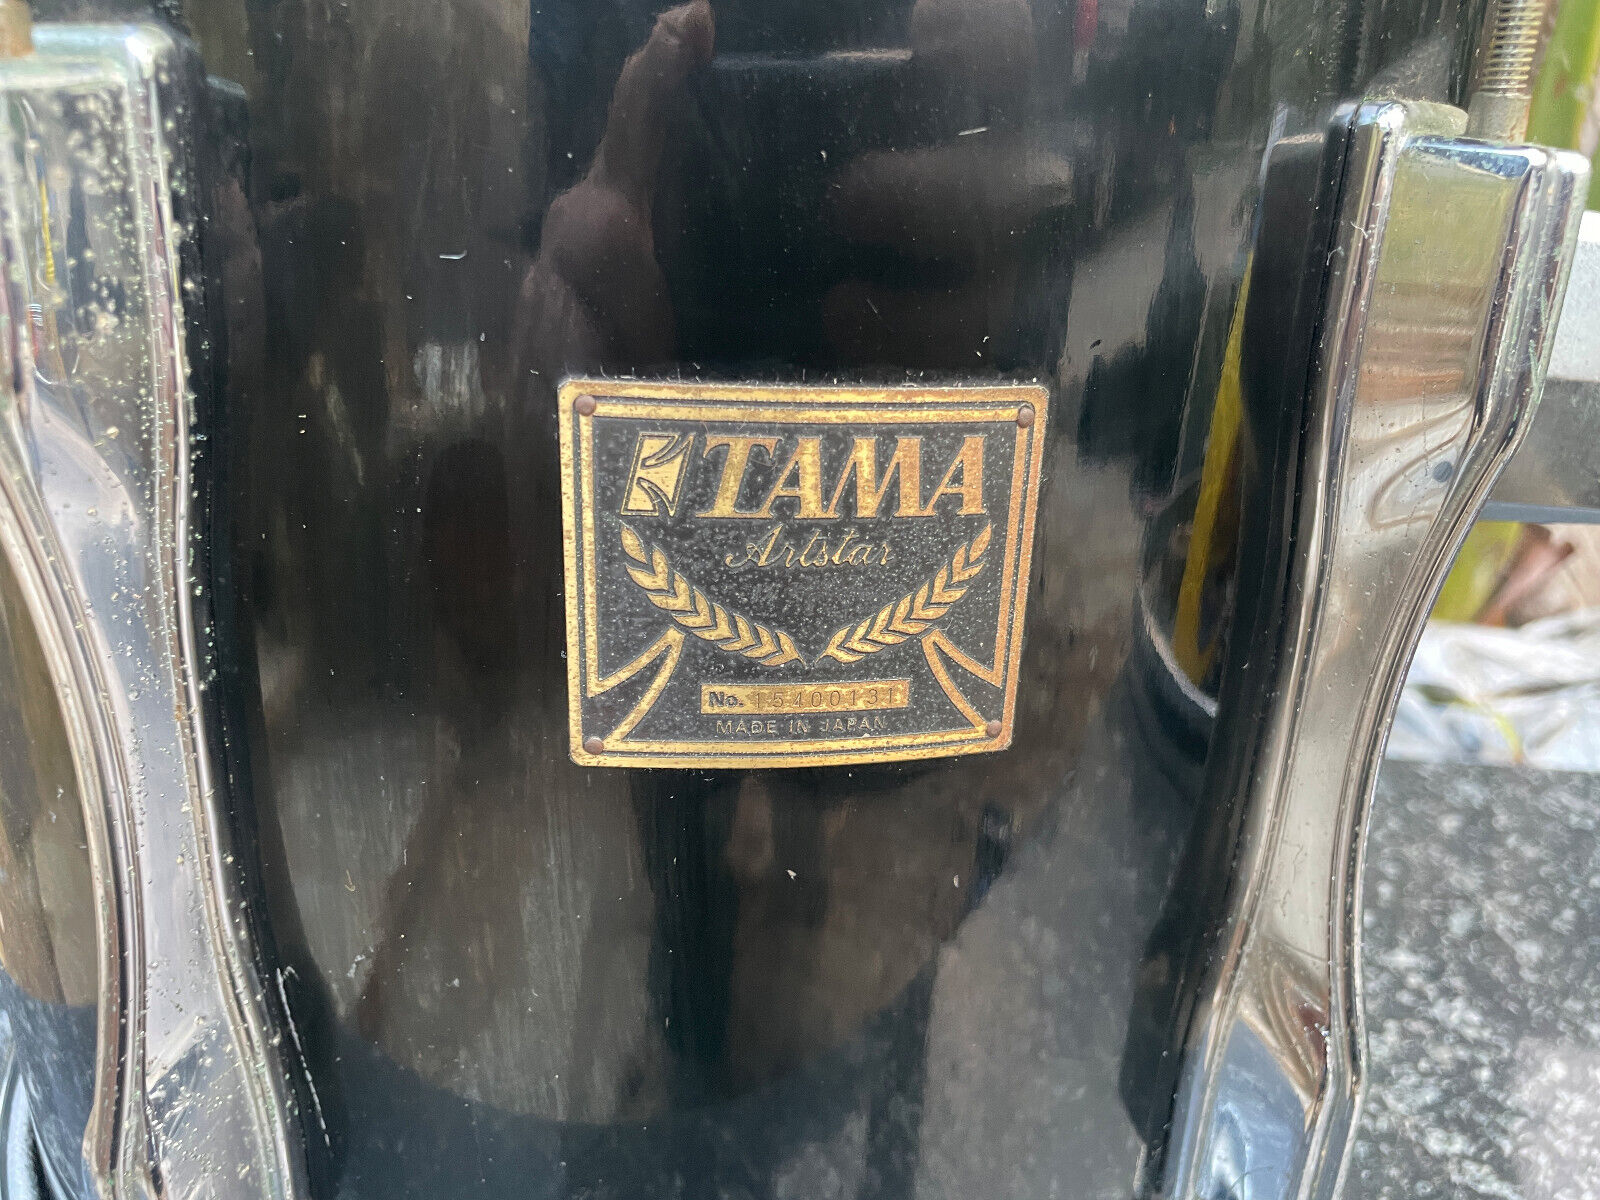 TAMA
Artstar
No. 15400131
MADE IN JAPAN